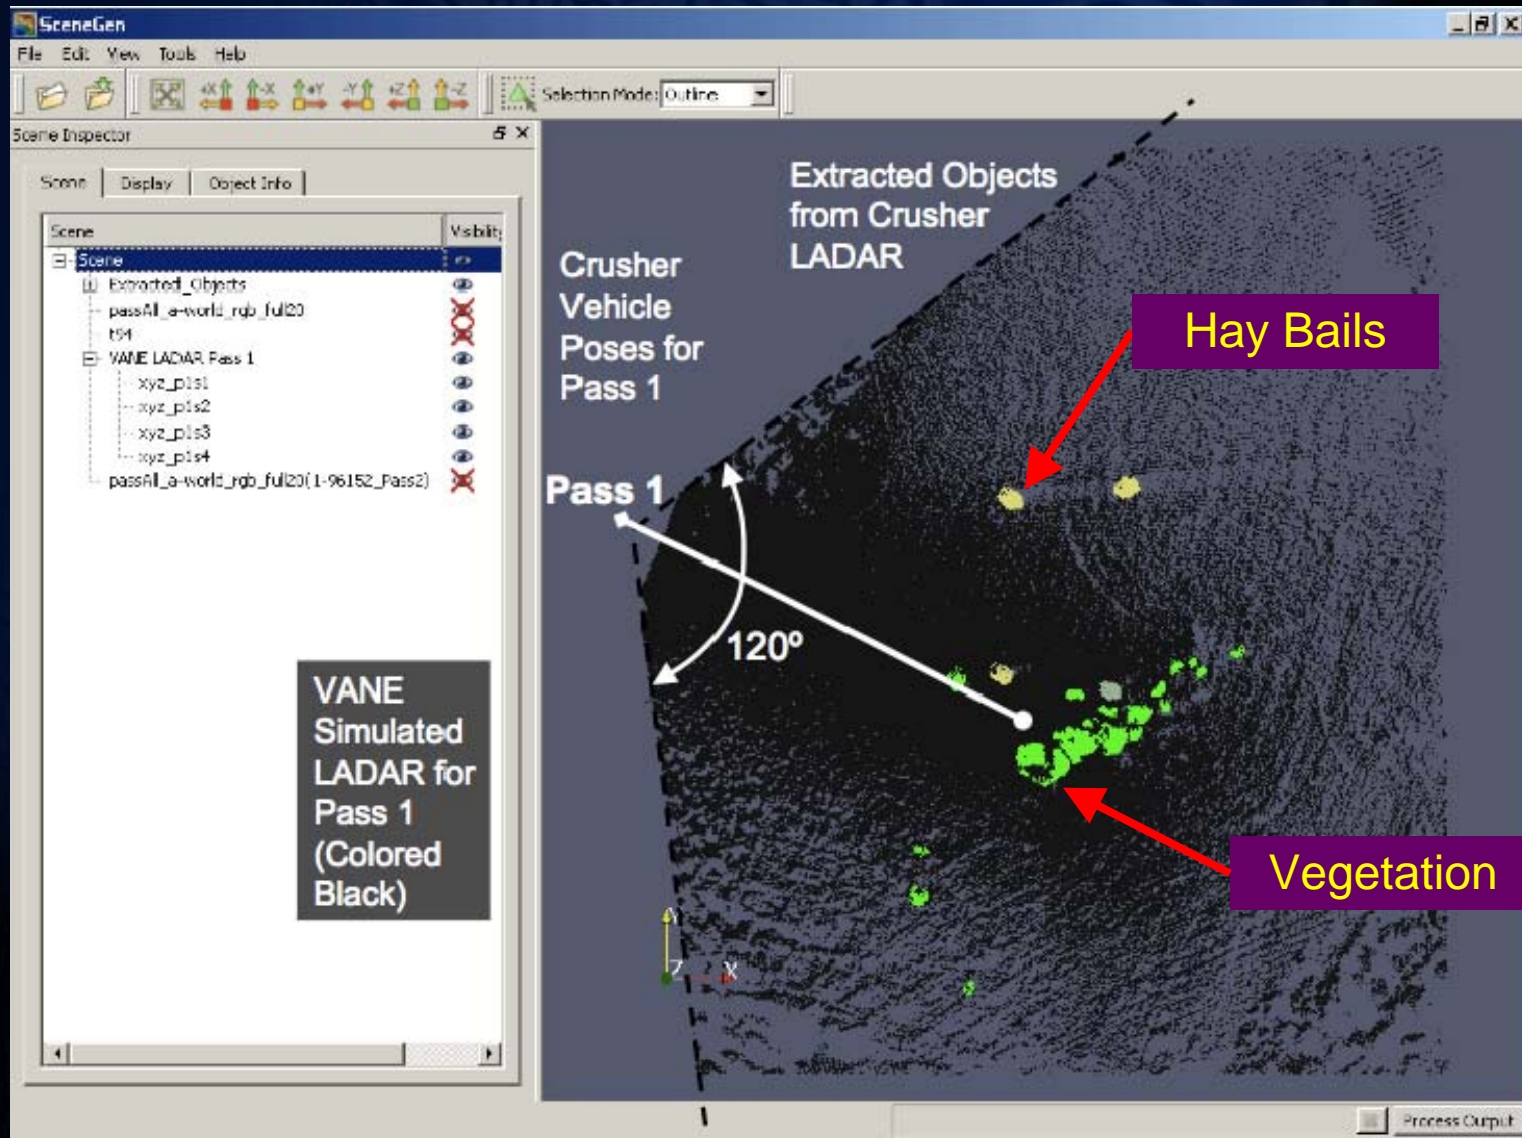 SceneGen
File Edit View Tools Help
+X -X +Y -Y +Z -Z Selection Mode: Outline
Scene Inspector
Scene Display Object Info
Scene Visibility
Scene
Extracted_Objects
passAll_a-world_rgb_full20
t94
VANE LADAR Pass 1
xyz_p1s1
xyz_p1s2
xyz_p1s3
xyz_p1s4
passAll_a-world_rgb_full20(1-96152_Pass2)
VANE
Simulated
LADAR for
Pass 1
(Colored
Black)
Extracted Objects
from Crusher
LADAR
Crusher
Vehicle
Poses for
Pass 1
Hay Bails
Pass 1
120º
Vegetation
Y
Z X
Process Output